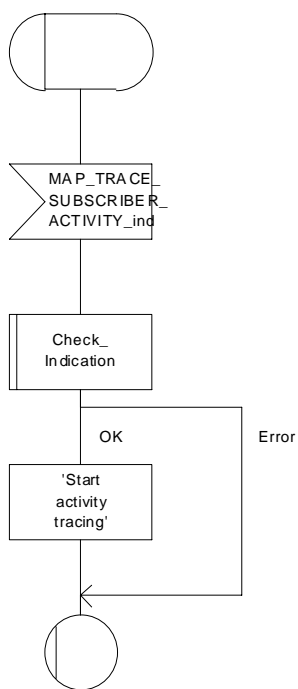 MAP_TRACE_
SUBSCRIBER_
ACTIVITY_ind
Check_
Indication
OK
Error
'Start
activity
tracing'